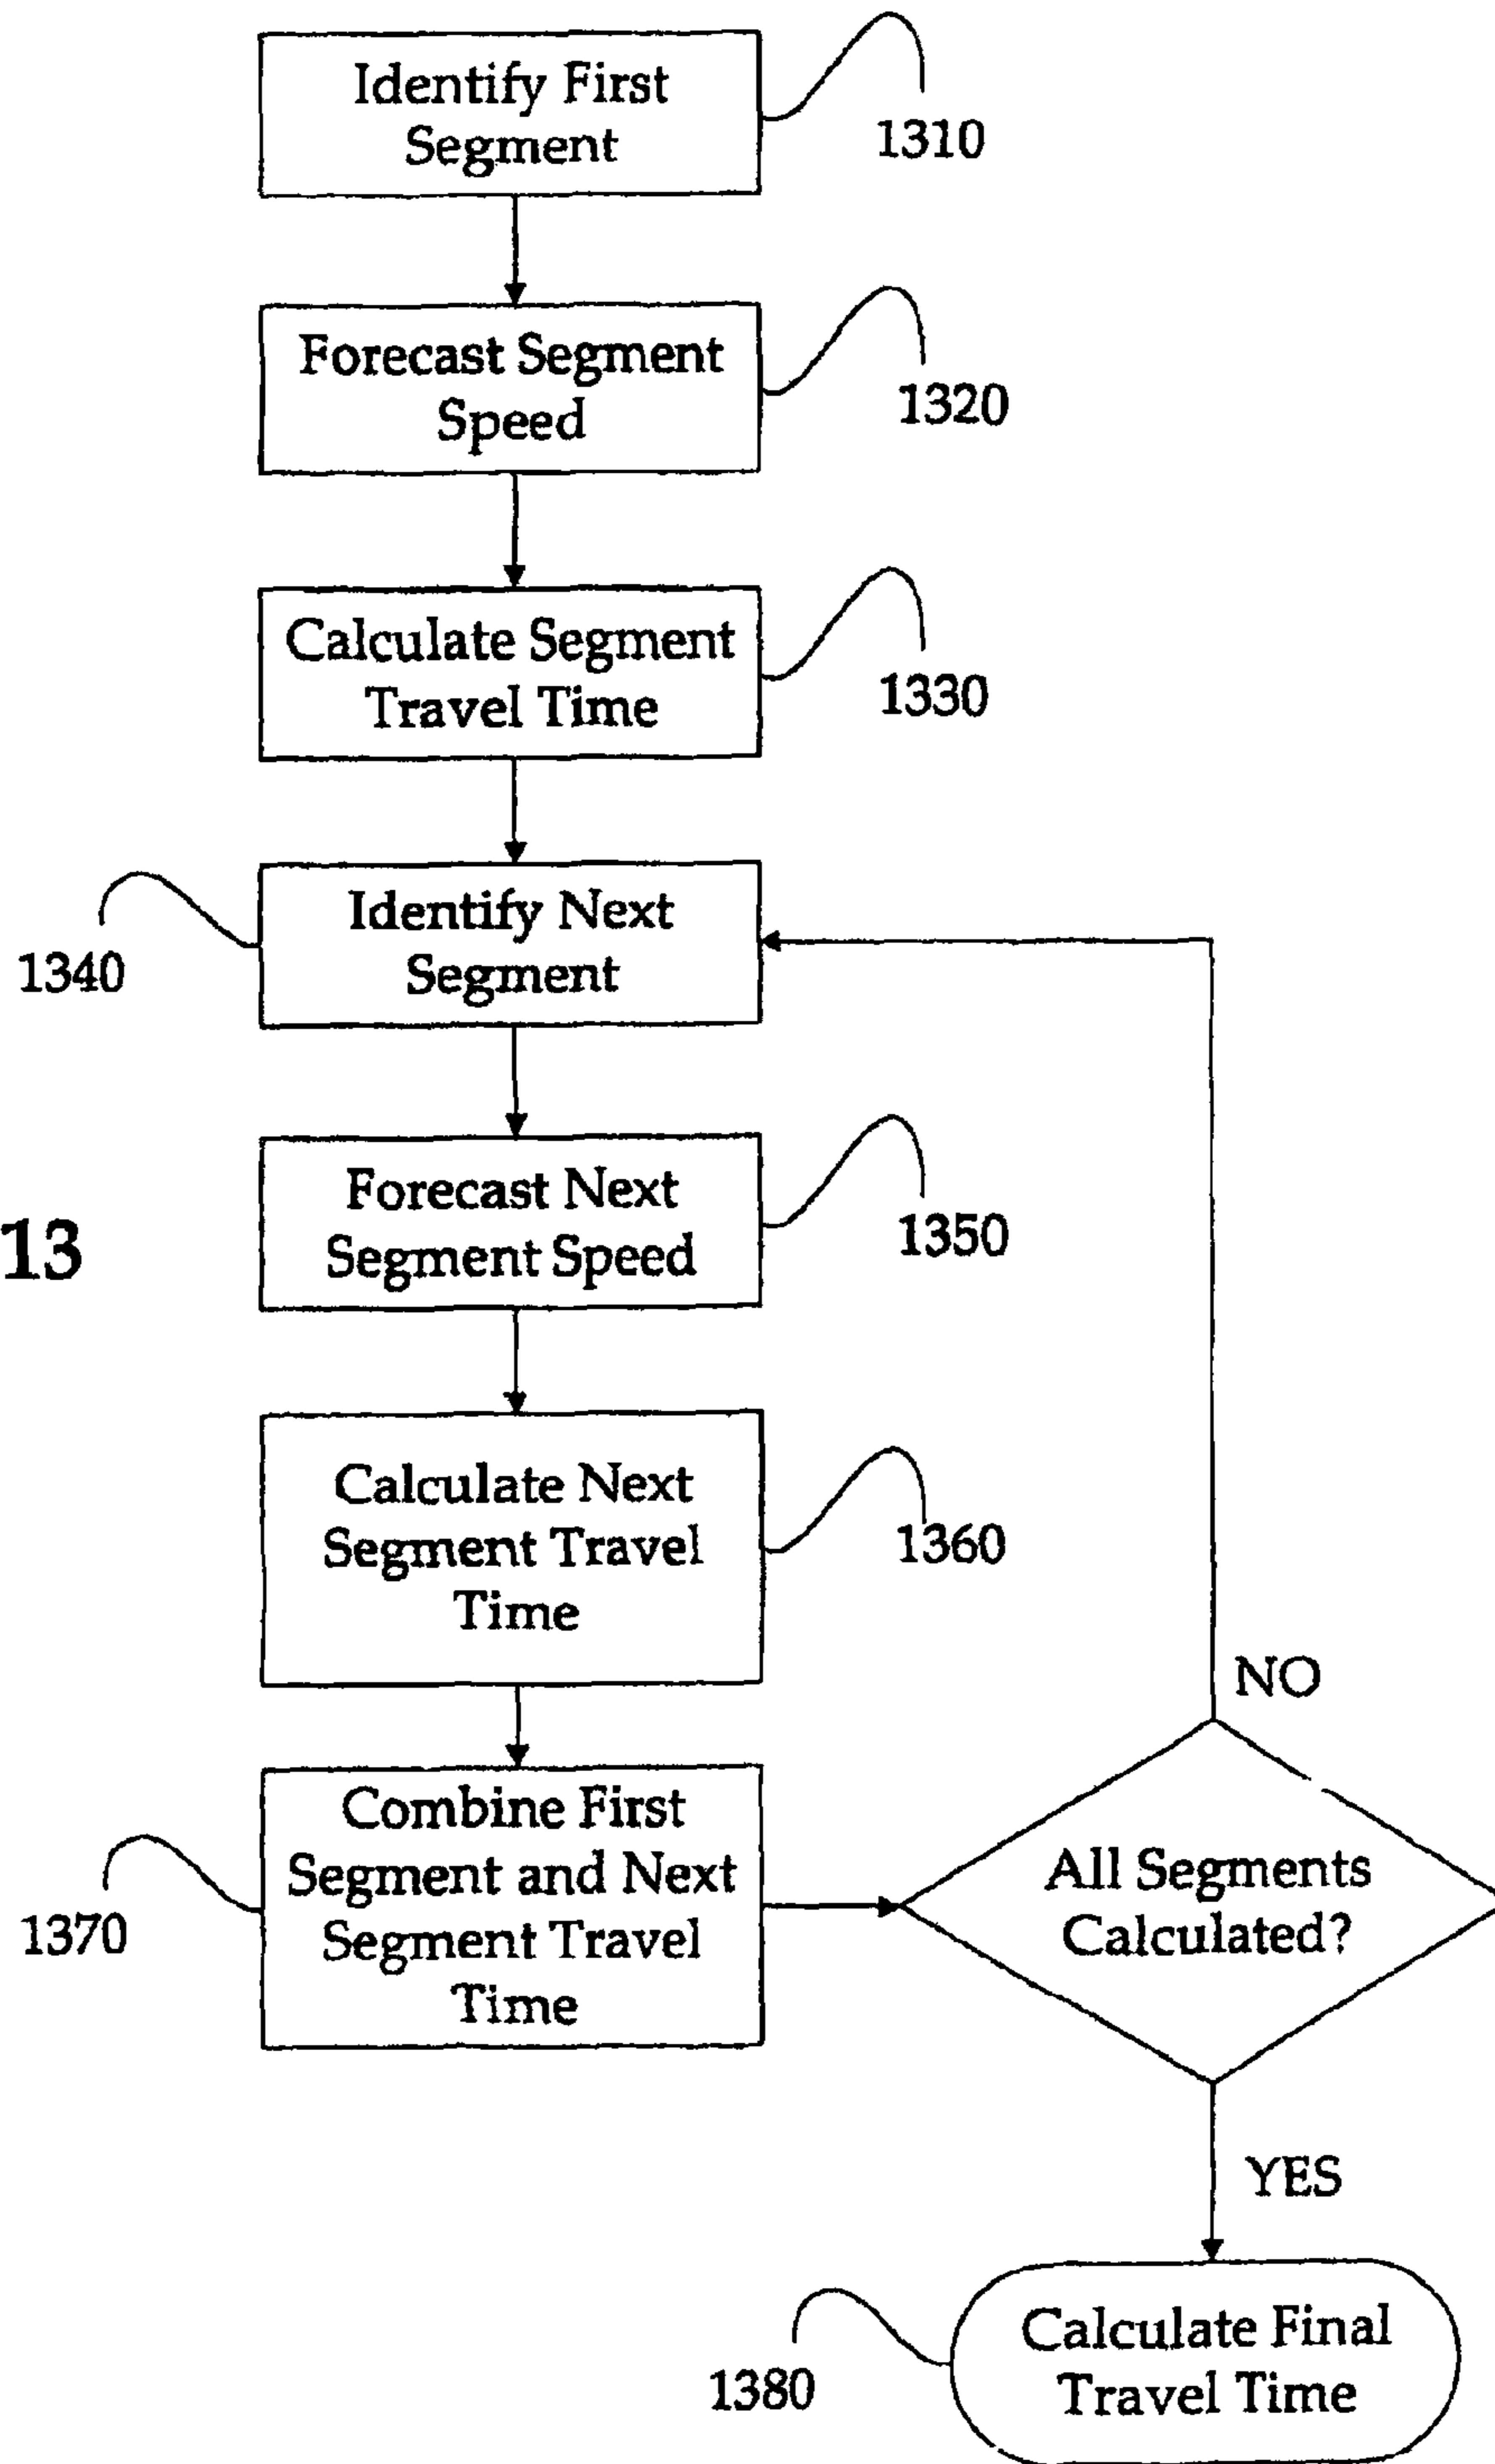 Identify First
Segment
1310
Forecast Segment
Speed
1320
Calculate Segment
Travel Time
1330
Identify Next
Segment
1340
Forecast Next
Segment Speed
1350
13
Calculate Next
Segment Travel
Time
1360
Combine First
Segment and Next
Segment Travel
Time
1370
NO
All Segments
Calculated?
YES
Calculate Final
Travel Time
1380